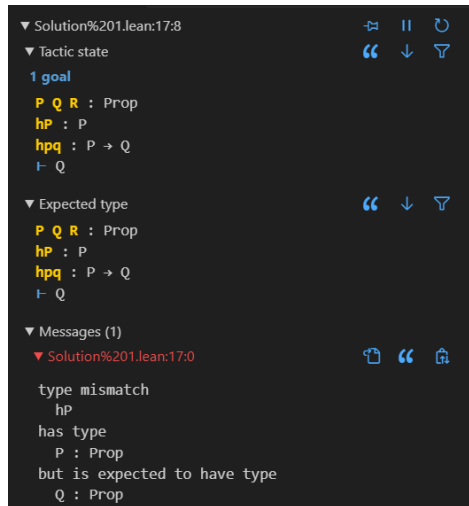 ▼ Solution%201.lean:17:8
▼ Tactic state
1 goal
P Q R : Prop
hP : P
hpq : P → Q
⊢ Q
▼ Expected type
P Q R : Prop
hP : P
hpq : P → Q
⊢ Q
▼ Messages (1)
▼ Solution%201.lean:17:0
type mismatch
hP
has type
P : Prop
but is expected to have type
Q : Prop